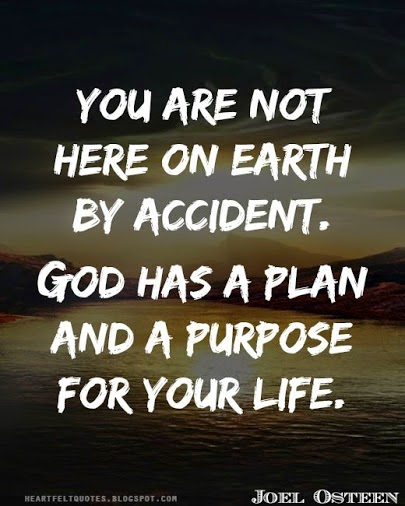 YOU ARE NOT
HERE ON EARTH
BY ACCIDENT.
GOD HAS A PLAN
AND A PURPOSE
FOR YOUR LIFE.
HEARTFELTQUOTES.BLOGSPOT.COM
JOEL OSTEEN